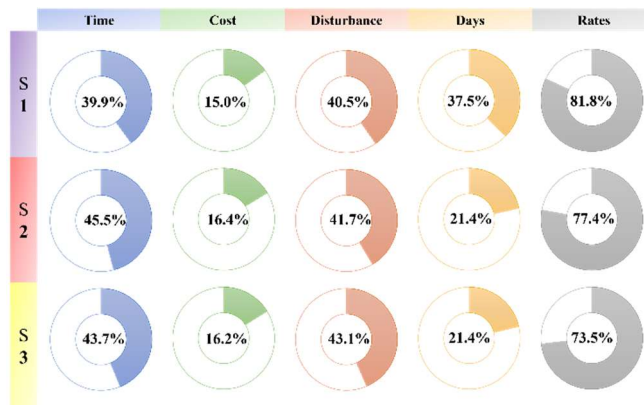 Time Cost Disturbance Days Rates
S 1 39.9% 15.0% 40.5% 37.5% 81.8%
S 2 45.5% 16.4% 41.7% 21.4% 77.4%
S 3 43.7% 16.2% 43.1% 21.4% 73.5%